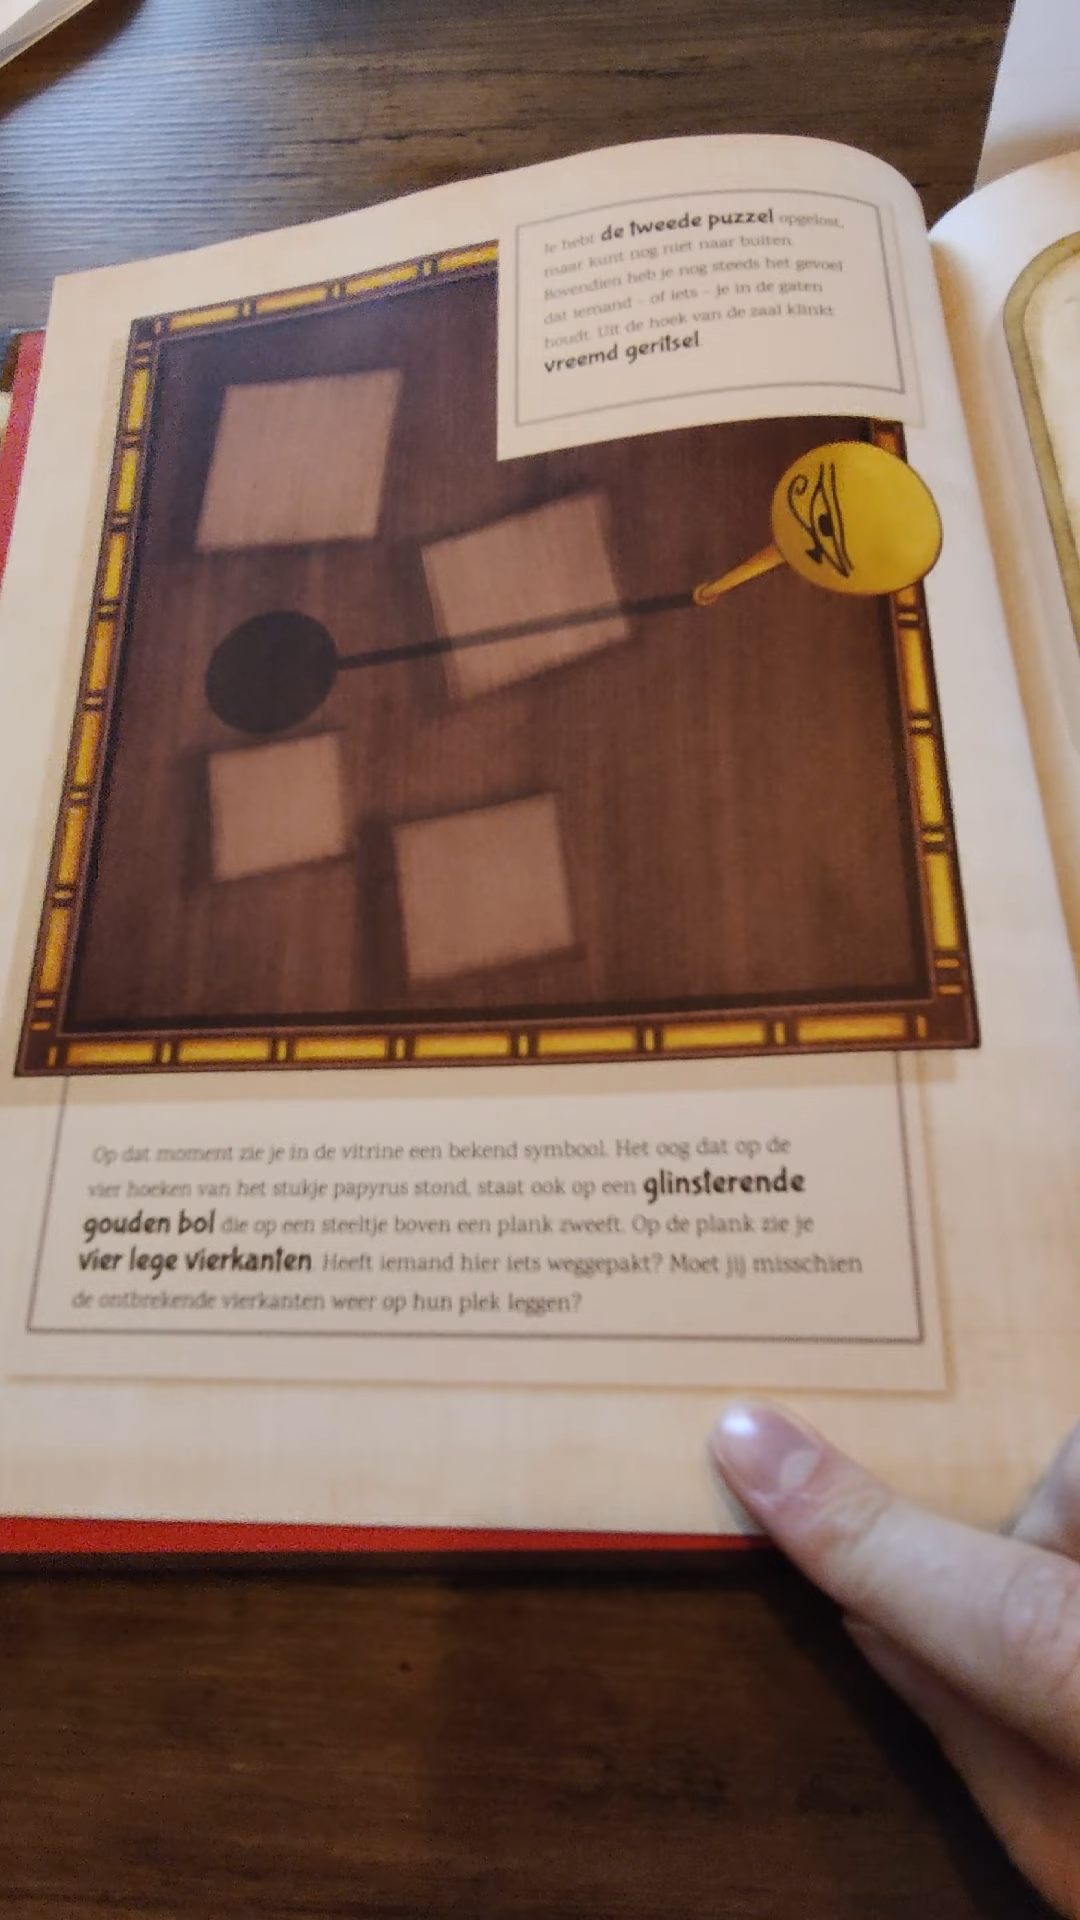 Je hebt de tweede puzzel opgelost,
maar kunt nog niet naar buiten.
Bovendien heb je nog steeds het gevoel
dat iemand – of iets – je in de gaten
houdt. Uit de hoek van de zaal klinkt
vreemd geritsel.
Op dat moment zie je in de vitrine een bekend symbool. Het oog dat op de
vier hoeken van het stukje papyrus stond, staat ook op een glinsterende
gouden bol die op een steeltje boven een plank zweeft. Op de plank zie je
vier lege vierkanten. Heeft iemand hier iets weggepakt? Moet jij misschien
de ontbrekende vierkanten weer op hun plek leggen?